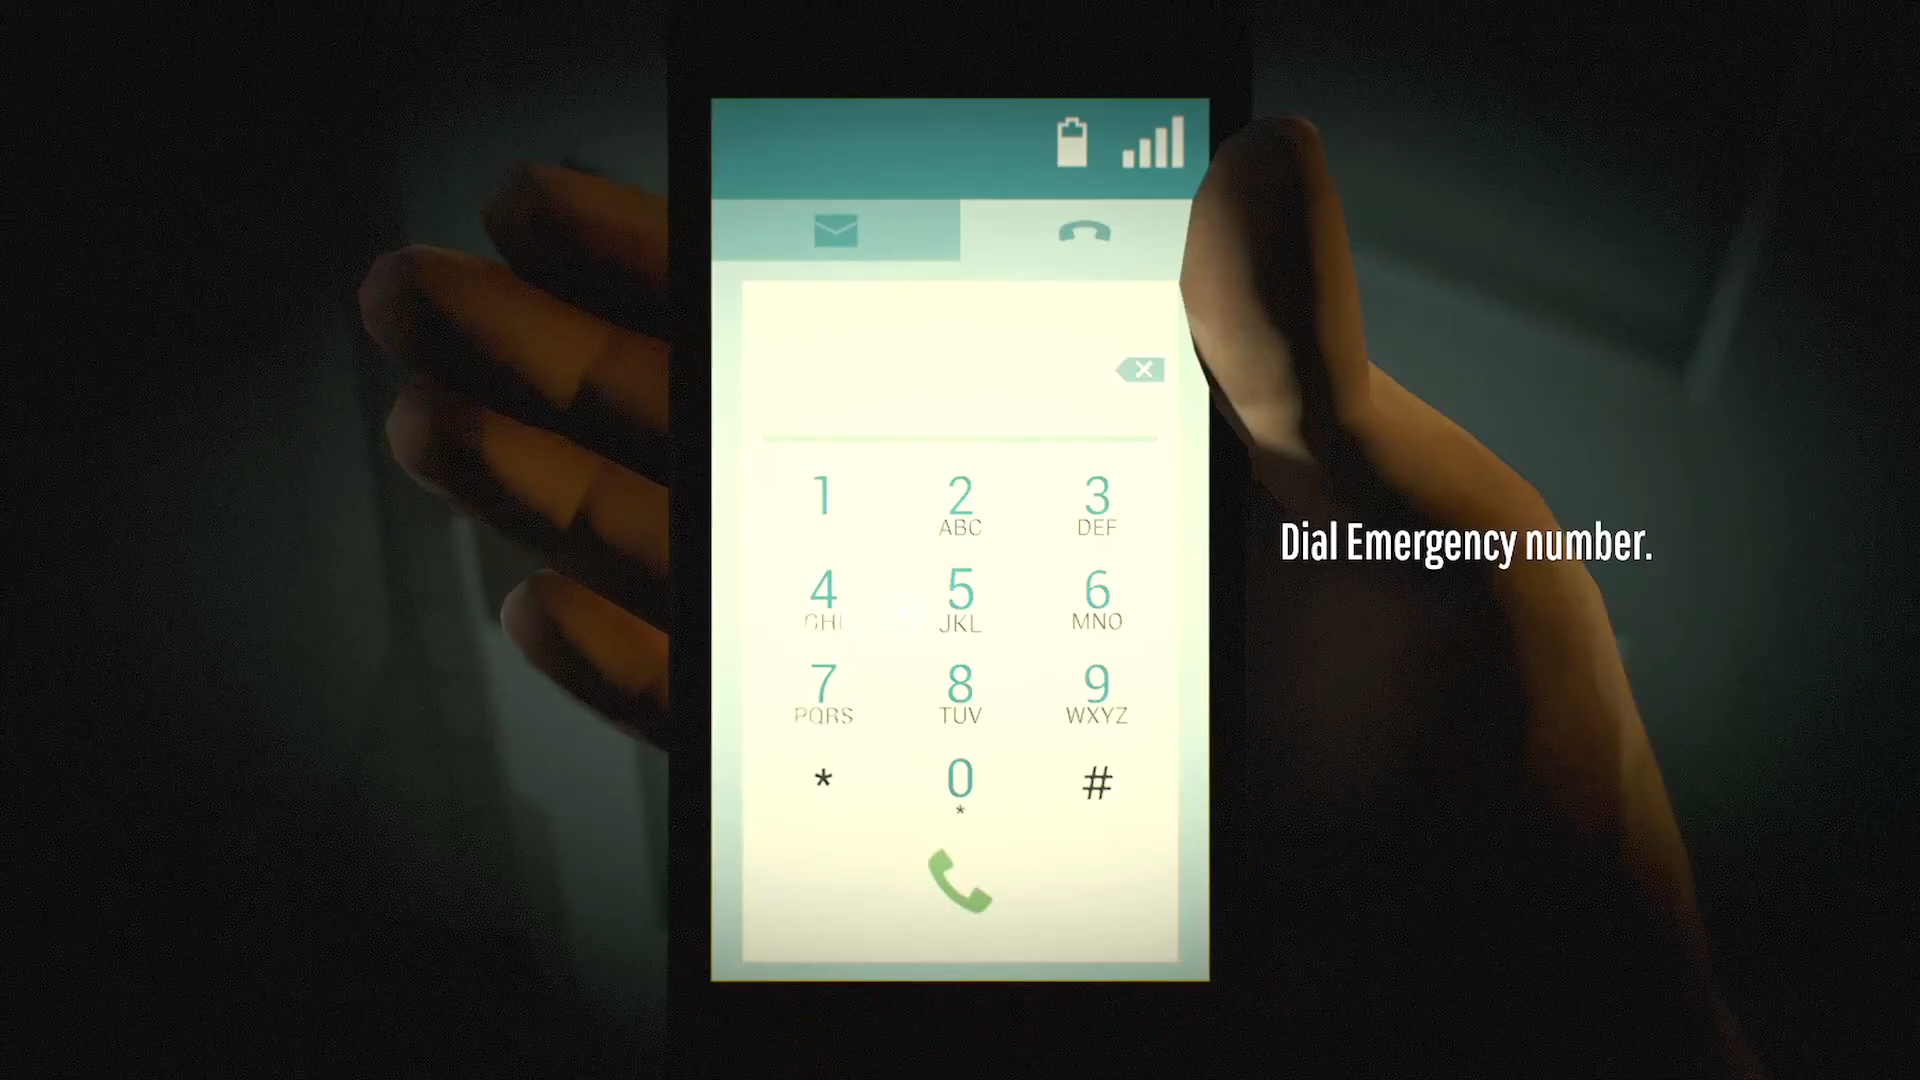 1 2 3
ABC DEF
4 5 6
GHI JKL MNO
7 8 9
PQRS TUV WXYZ
* 0 #
*
Dial Emergency number.